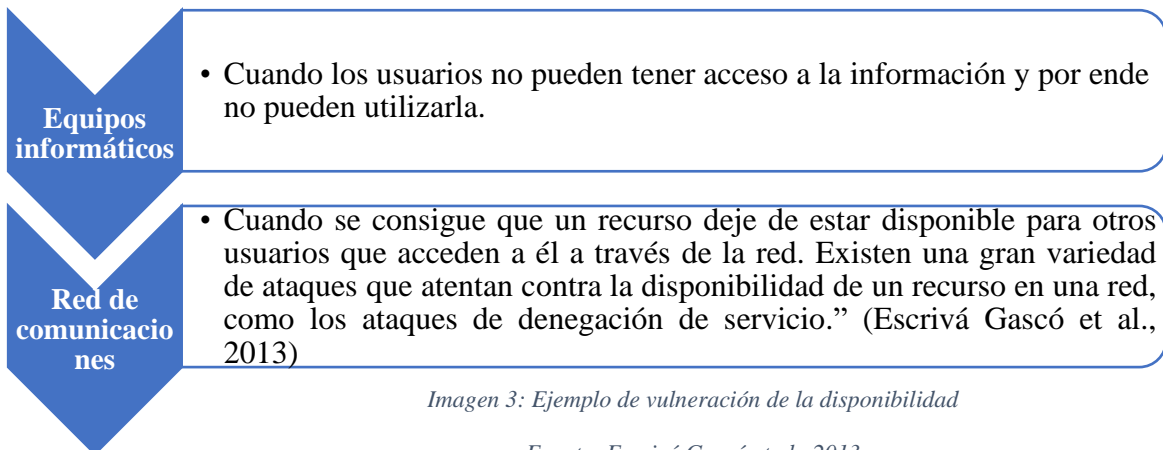 Equipos
informáticos
• Cuando los usuarios no pueden tener acceso a la información y por ende
no pueden utilizarla.
Red de
comunicacio
nes
• Cuando se consigue que un recurso deje de estar disponible para otros
usuarios que acceden a él a través de la red. Existen una gran variedad
de ataques que atentan contra la disponibilidad de un recurso en una red,
como los ataques de denegación de servicio.” (Escrivá Gascó et al.,
2013)
Imagen 3: Ejemplo de vulneración de la disponibilidad